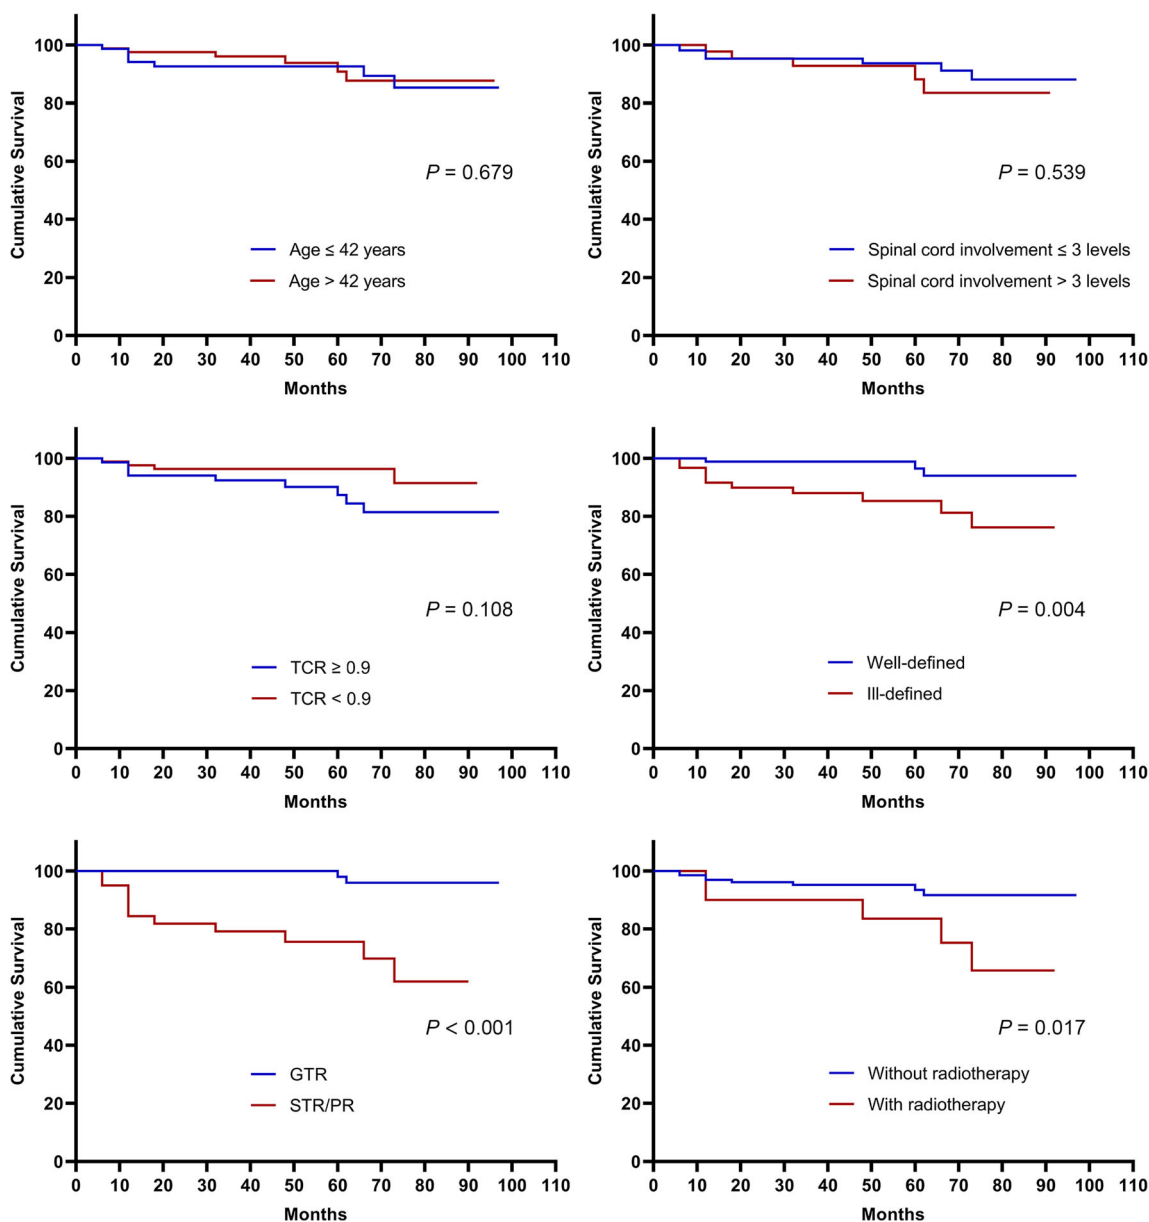 Cumulative Survival
100
80
60
40
20
0
P = 0.679
Age ≤ 42 years
Age > 42 years
0 10 20 30 40 50 60 70 80 90 100 110
Months
Cumulative Survival
100
80
60
40
20
0
P = 0.539
Spinal cord involvement ≤ 3 levels
Spinal cord involvement > 3 levels
0 10 20 30 40 50 60 70 80 90 100 110
Months
Cumulative Survival
100
80
60
40
20
0
P = 0.108
TCR ≥ 0.9
TCR < 0.9
0 10 20 30 40 50 60 70 80 90 100 110
Months
Cumulative Survival
100
80
60
40
20
0
P = 0.004
Well-defined
Ill-defined
0 10 20 30 40 50 60 70 80 90 100 110
Months
Cumulative Survival
100
80
60
40
20
0
P < 0.001
GTR
STR/PR
0 10 20 30 40 50 60 70 80 90 100 110
Months
Cumulative Survival
100
80
60
40
20
0
P = 0.017
Without radiotherapy
With radiotherapy
0 10 20 30 40 50 60 70 80 90 100 110
Months